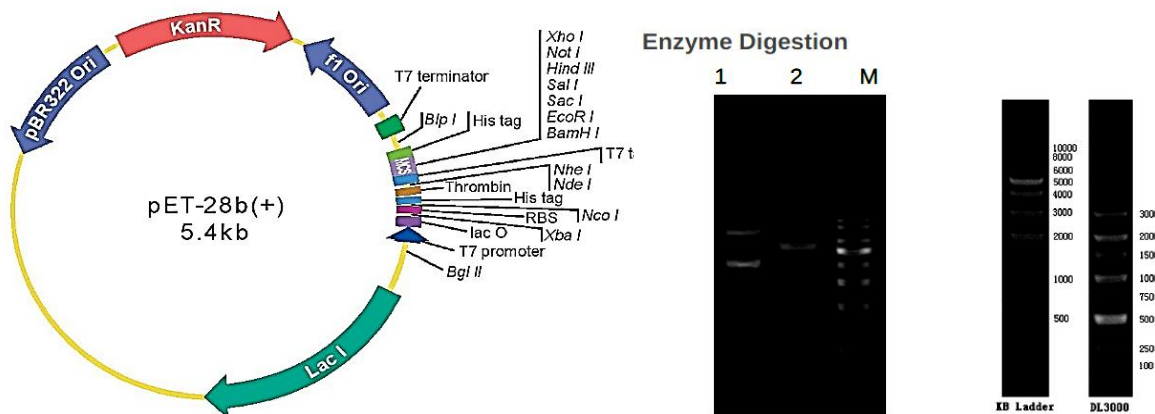 KanR
f1 Ori
pBR322 Ori
T7 terminator
Blp I
His tag
Xho I
Not I
Hind III
Sal I
Sac I
EcoR I
BamH I
T7 t
Nhe I
Nde I
Thrombin
His tag
Nco I
RBS
lac O
Xba I
T7 promoter
Bgl II
Lac I
pET-28b(+)
5.4kb
Enzyme Digestion
1 2 M
10000
8000
6000
5000
4000
3000
2000
1000
500
KB Ladder
3000
2000
1500
1000
750
500
250
100
DL3000